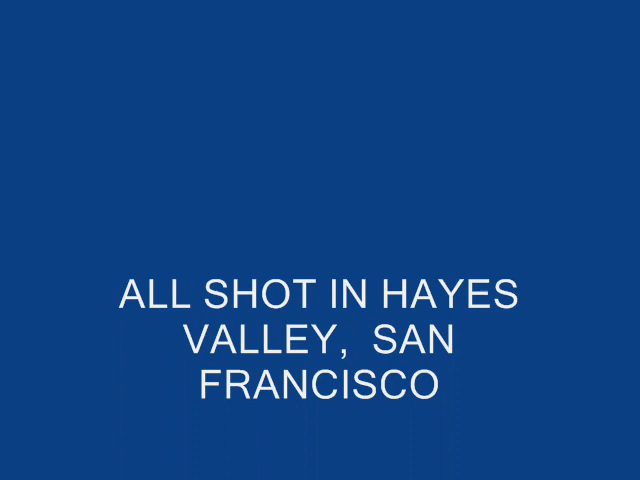 ALL SHOT IN HAYES
VALLEY,  SAN
FRANCISCO